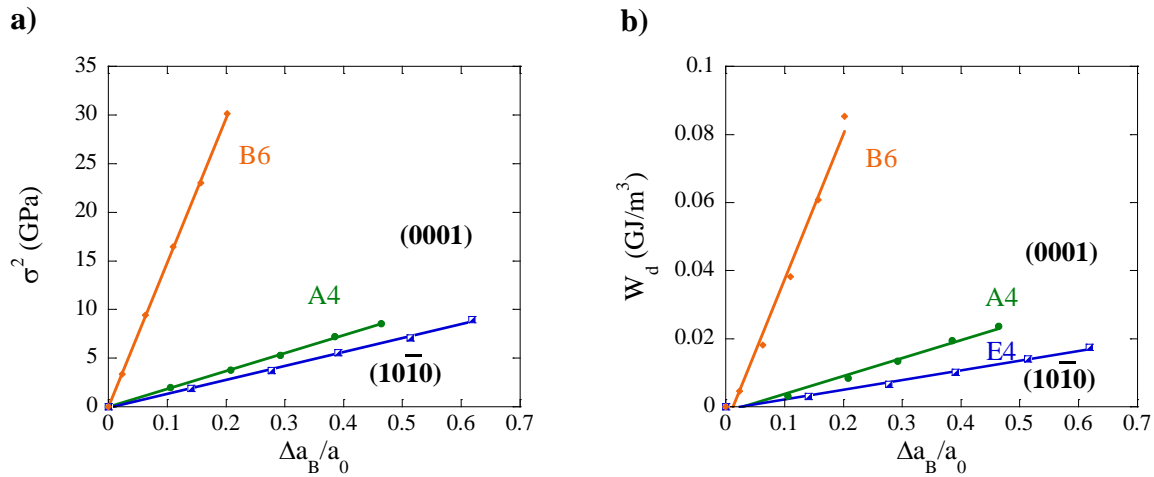 a)
35
30
25
20
15
10
5
0
σ² (GPa)
B6
(0001)
A4
(101̅0)
0 0.1 0.2 0.3 0.4 0.5 0.6 0.7
Δa_B/a_0
b)
0.1
0.08
0.06
0.04
0.02
0
W_d (GJ/m³)
B6
(0001)
A4
E4
(101̅0)
0 0.1 0.2 0.3 0.4 0.5 0.6 0.7
Δa_B/a_0